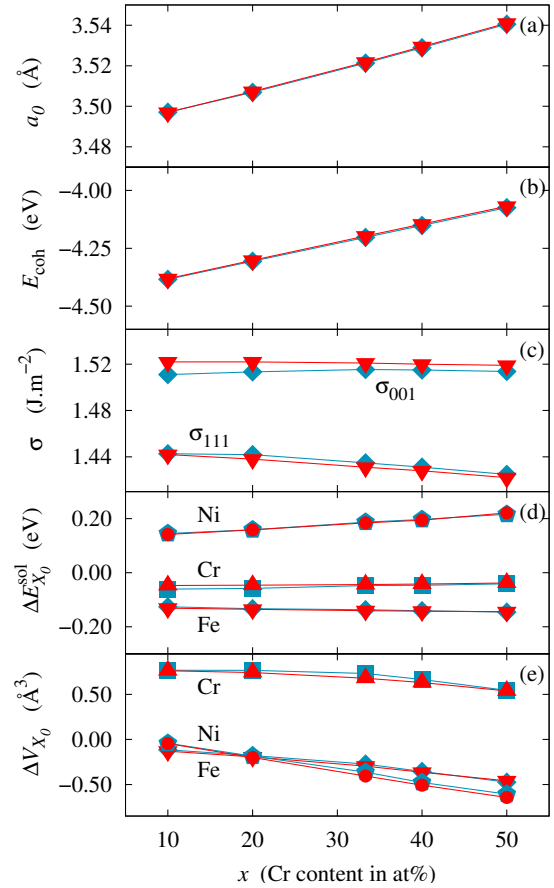 (a)
3.54
3.52
3.50
3.48
a0 (Å)
(b)
−4.00
−4.25
−4.50
Ecoh (eV)
(c)
1.52
1.48
1.44
σ (J.m−2)
σ001
σ111
(d)
0.20
0.00
−0.20
ΔEX0sol (eV)
Ni
Cr
Fe
(e)
0.50
0.00
−0.50
ΔVX0 (Å3)
Cr
Ni
Fe
10 20 30 40 50
x (Cr content in at%)